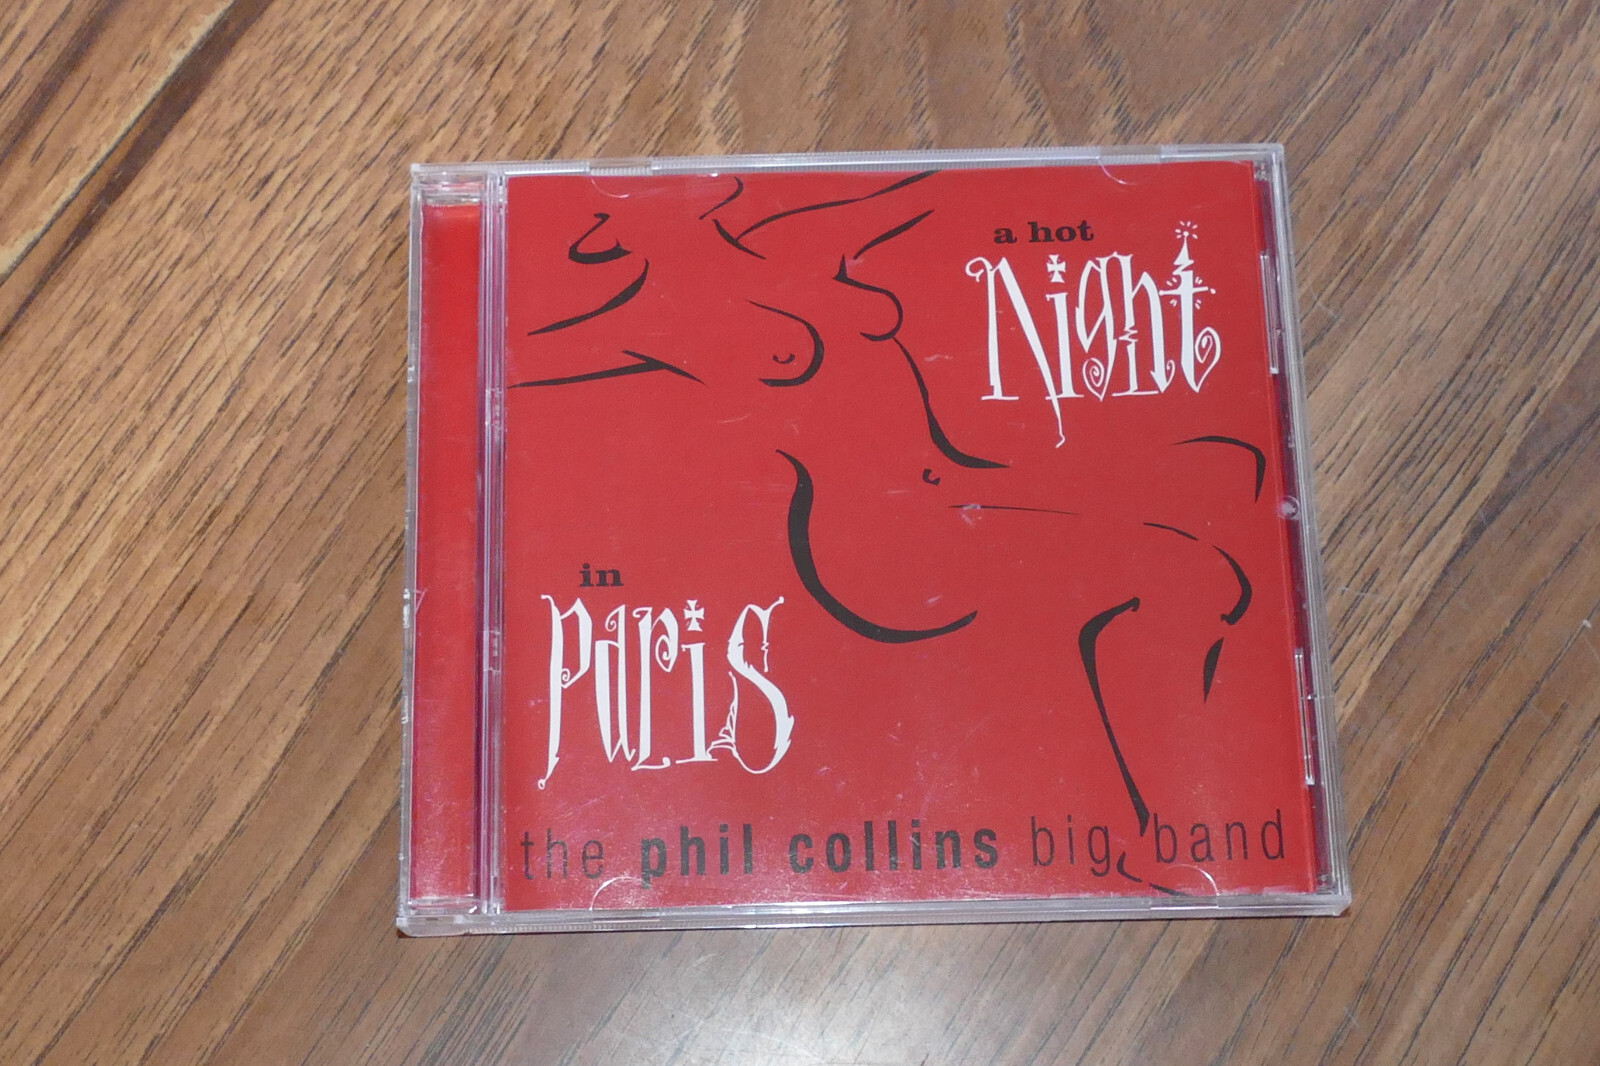 a hot
Night
in
Paris
the phil collins big band